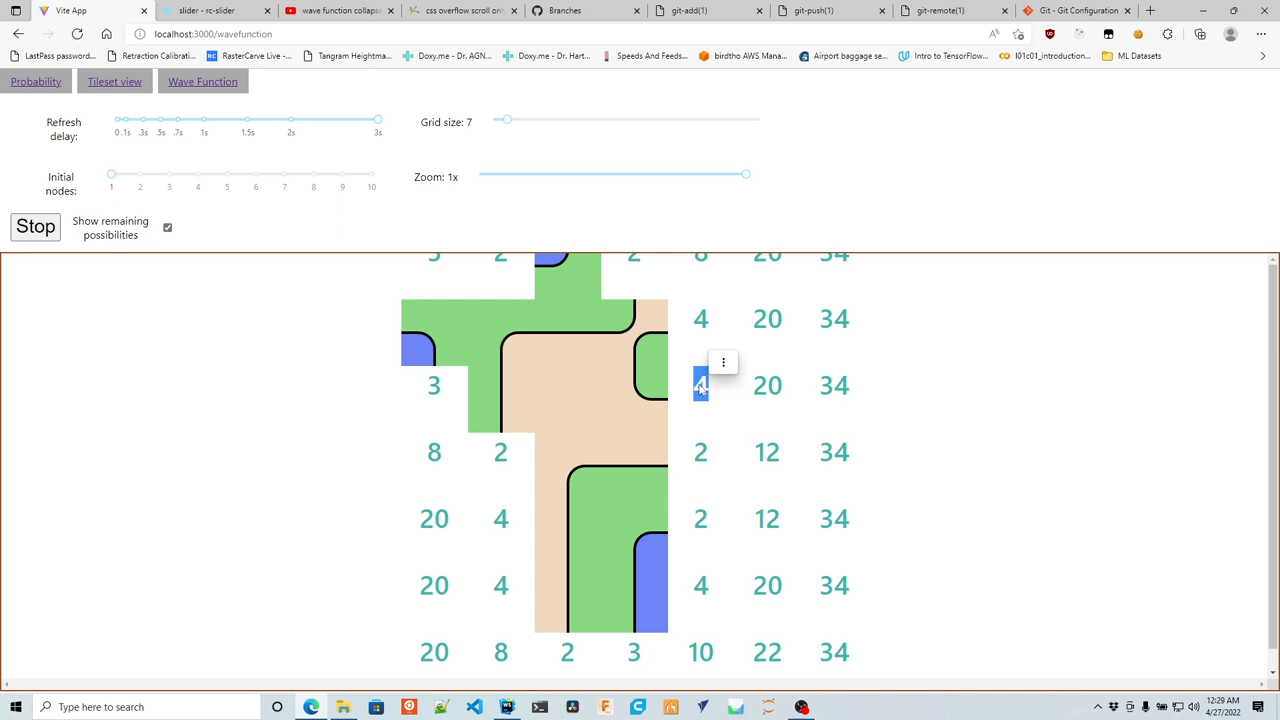 Vite App
slider - rc-slider
wave function collaps
css overflow scroll onl
Branches
git-add(1)
git-push(1)
git-remote(1)
Git - Git Configuration
localhost:3000/wavefunction
LastPass password...
Retraction Calibrati...
RasterCarve Live -...
Tangram Heightma...
Doxy.me - Dr. AGN...
Doxy.me - Dr. Hart...
Speeds And Feeds...
birdtho AWS Mana...
Airport baggage se...
Intro to TensorFlow...
l01c01_introduction...
ML Datasets
Probability
Tileset view
Wave Function
Refresh delay:
0 .1s .3s .5s .7s 1s 1.5s 2s 3s
Grid size: 7
Initial nodes:
1 2 3 4 5 6 7 8 9 10
Zoom: 1x
Stop
Show remaining possibilities
2 2 8 20 34
4 20 34
3 4 20 34
8 2 2 12 34
20 4 2 12 34
20 4 4 20 34
20 8 2 3 10 22 34
Type here to search
12:29 AM
4/27/2022